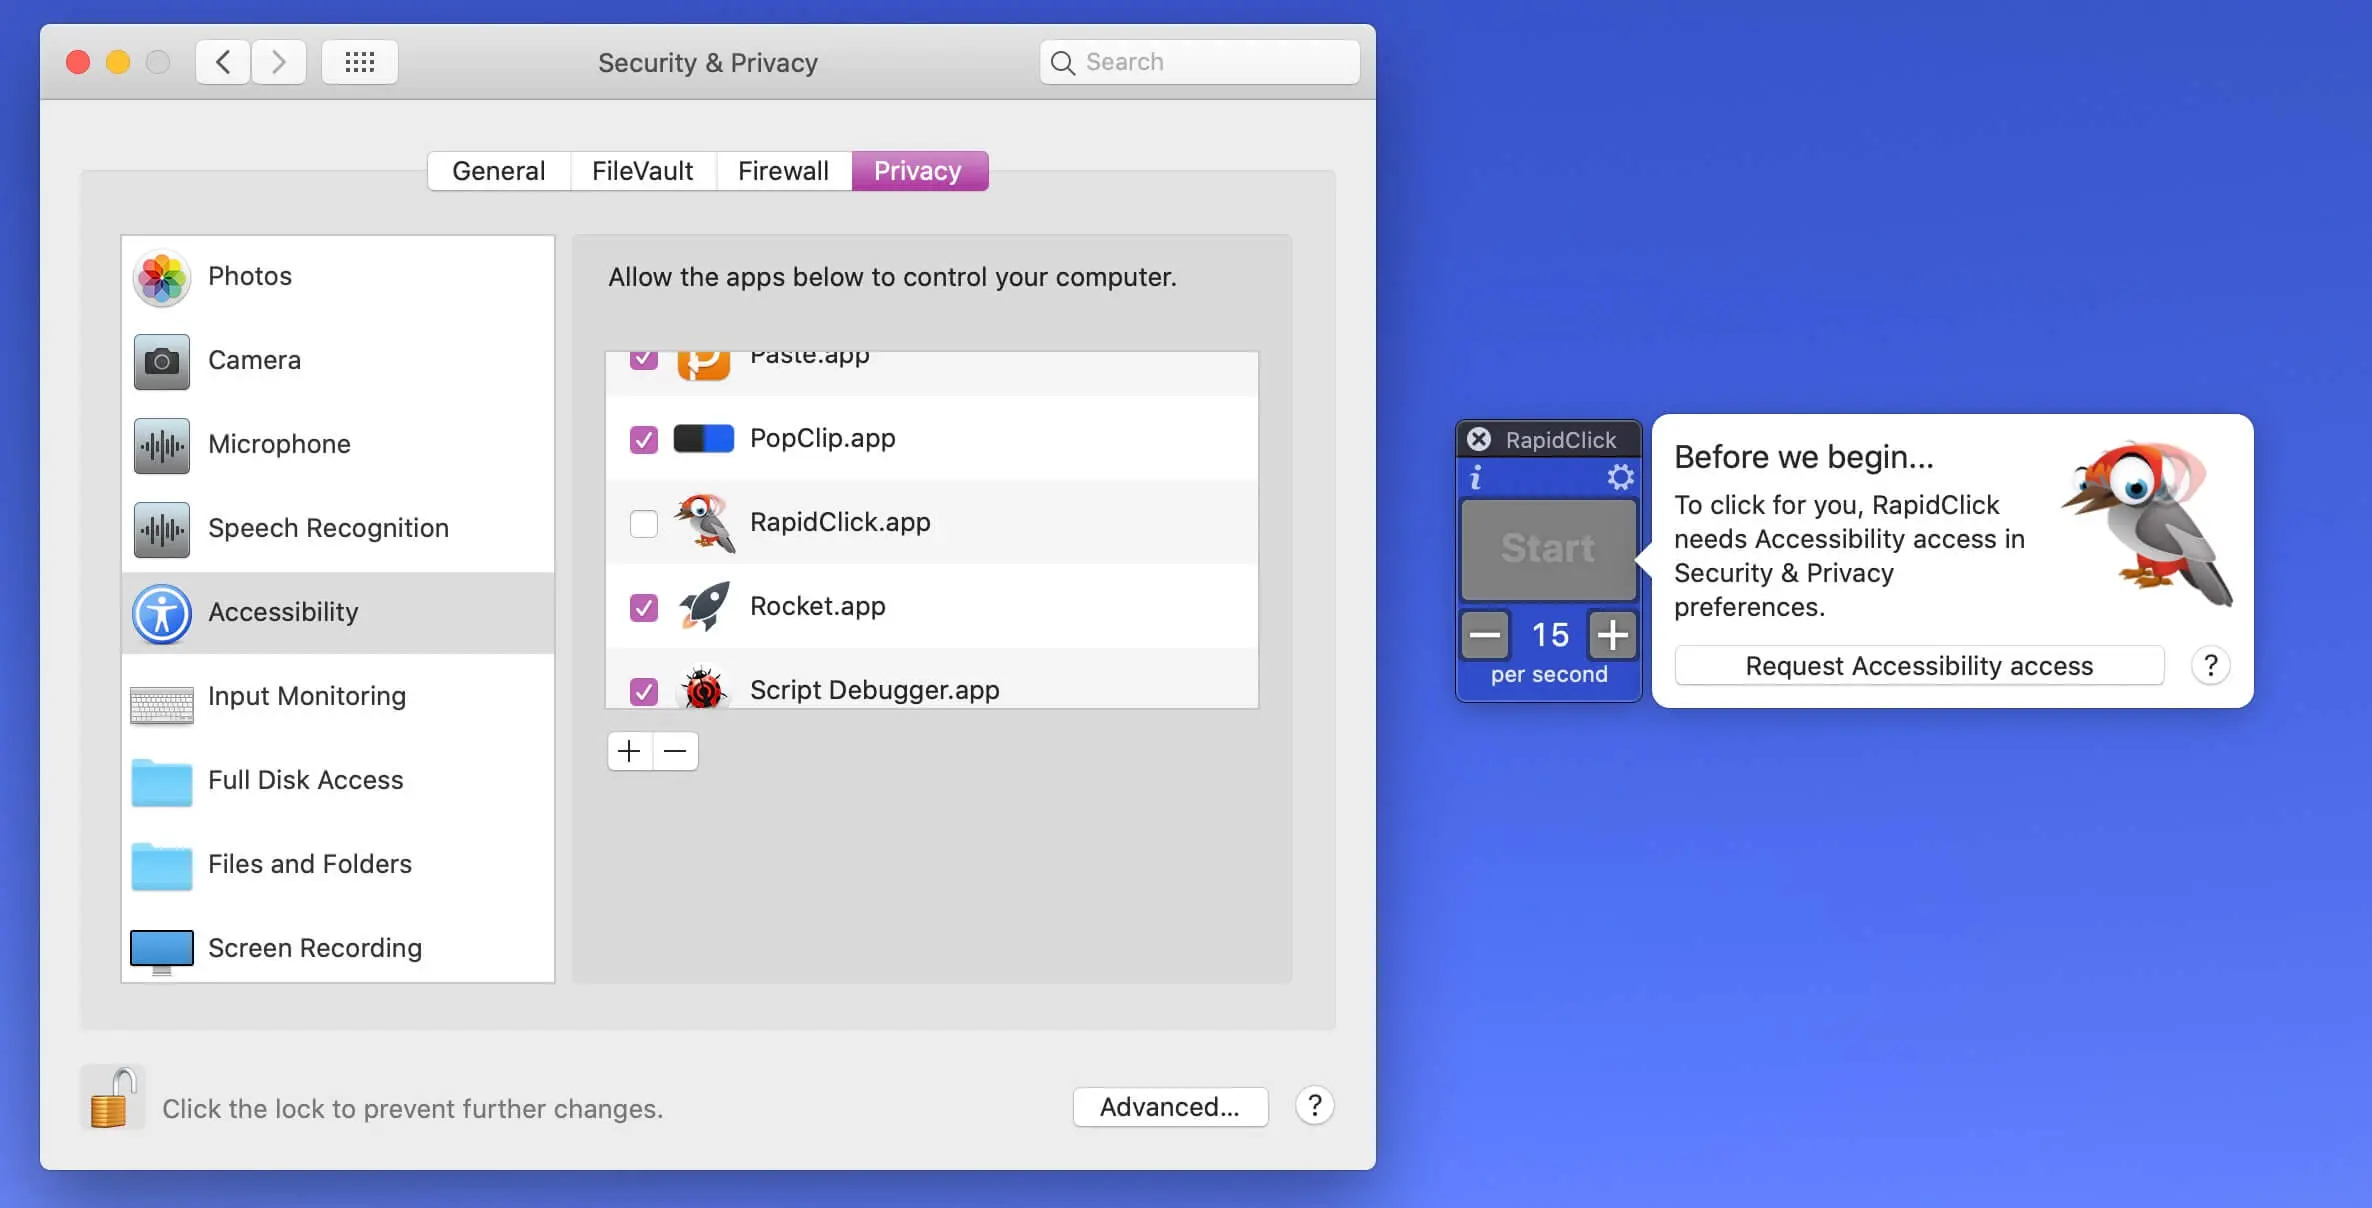 Security & Privacy
Search
General
FileVault
Firewall
Privacy
Photos
Camera
Microphone
Speech Recognition
Accessibility
Input Monitoring
Full Disk Access
Files and Folders
Screen Recording
Allow the apps below to control your computer.
Paste.app
PopClip.app
RapidClick.app
Rocket.app
Script Debugger.app
+ −
Click the lock to prevent further changes.
Advanced...
?
RapidClick
i
Start
− 15 +
per second
Before we begin...
To click for you, RapidClick
needs Accessibility access in
Security & Privacy
preferences.
Request Accessibility access
?